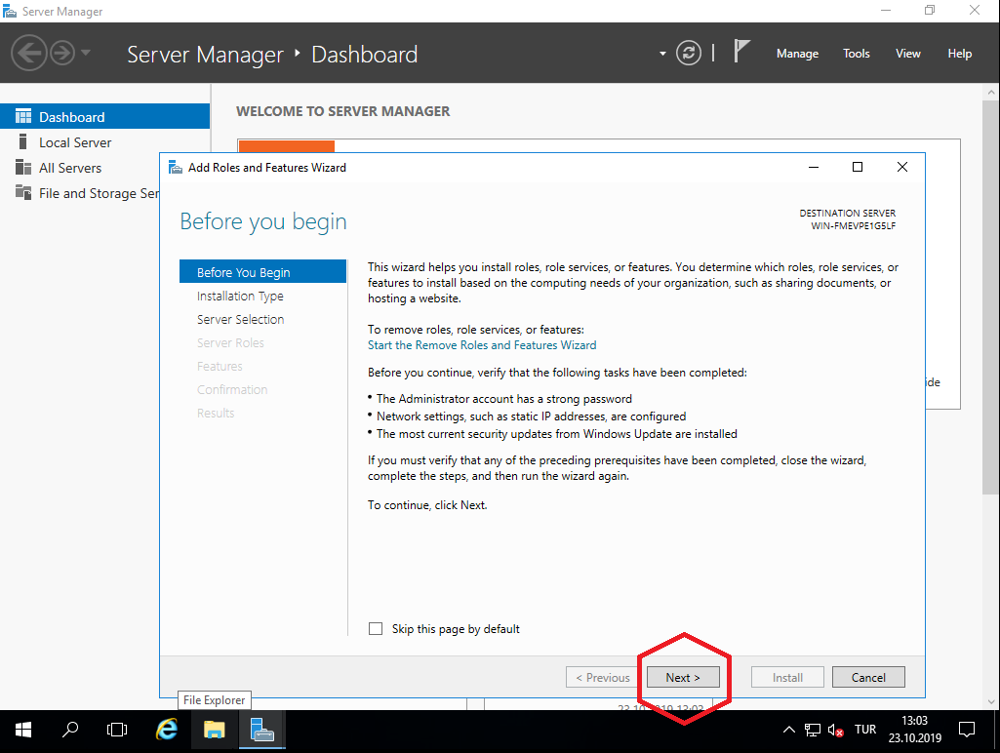 Server Manager
Server Manager ‣ Dashboard
Manage
Tools
View
Help
Dashboard
Local Server
All Servers
File and Storage Ser
WELCOME TO SERVER MANAGER
Add Roles and Features Wizard
Before you begin
DESTINATION SERVER
WIN-FMEVPE1G5LF
Before You Begin
Installation Type
Server Selection
Server Roles
Features
Confirmation
Results
This wizard helps you install roles, role services, or features. You determine which roles, role services, or
features to install based on the computing needs of your organization, such as sharing documents, or
hosting a website.
To remove roles, role services, or features:
Start the Remove Roles and Features Wizard
Before you continue, verify that the following tasks have been completed:
• The Administrator account has a strong password
• Network settings, such as static IP addresses, are configured
• The most current security updates from Windows Update are installed
If you must verify that any of the preceding prerequisites have been completed, close the wizard,
complete the steps, and then run the wizard again.
To continue, click Next.
ide
Skip this page by default
< Previous
Next >
Install
Cancel
File Explorer
23.10.2019 13:03
TUR
13:03
23.10.2019